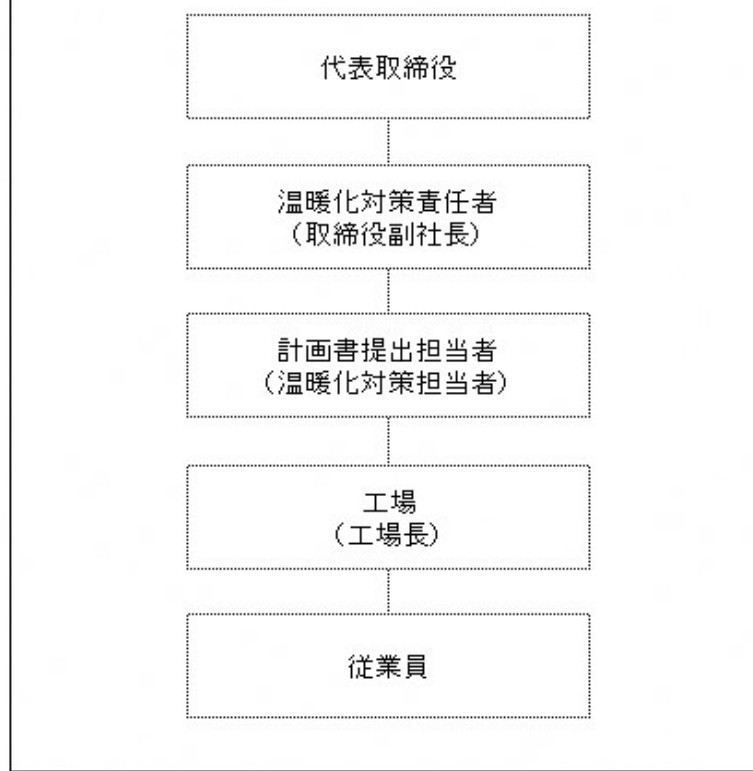 代表取締役
温暖化対策責任者
（取締役副社長）
計画書提出担当者
（温暖化対策担当者）
工場
（工場長）
従業員